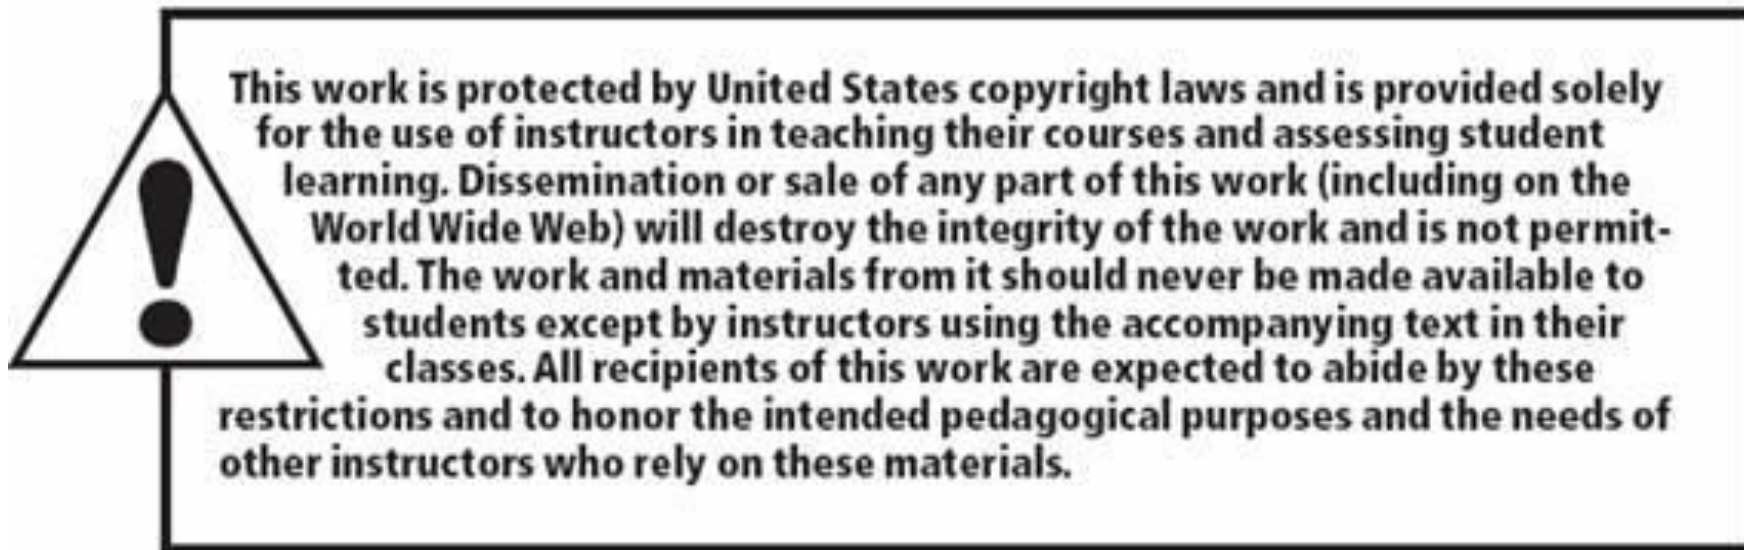 This work is protected by United States copyright laws and is provided solely
for the use of instructors in teaching their courses and assessing student
learning. Dissemination or sale of any part of this work (including on the
World Wide Web) will destroy the integrity of the work and is not permit-
ted. The work and materials from it should never be made available to
students except by instructors using the accompanying text in their
classes. All recipients of this work are expected to abide by these
restrictions and to honor the intended pedagogical purposes and the needs of
other instructors who rely on these materials.